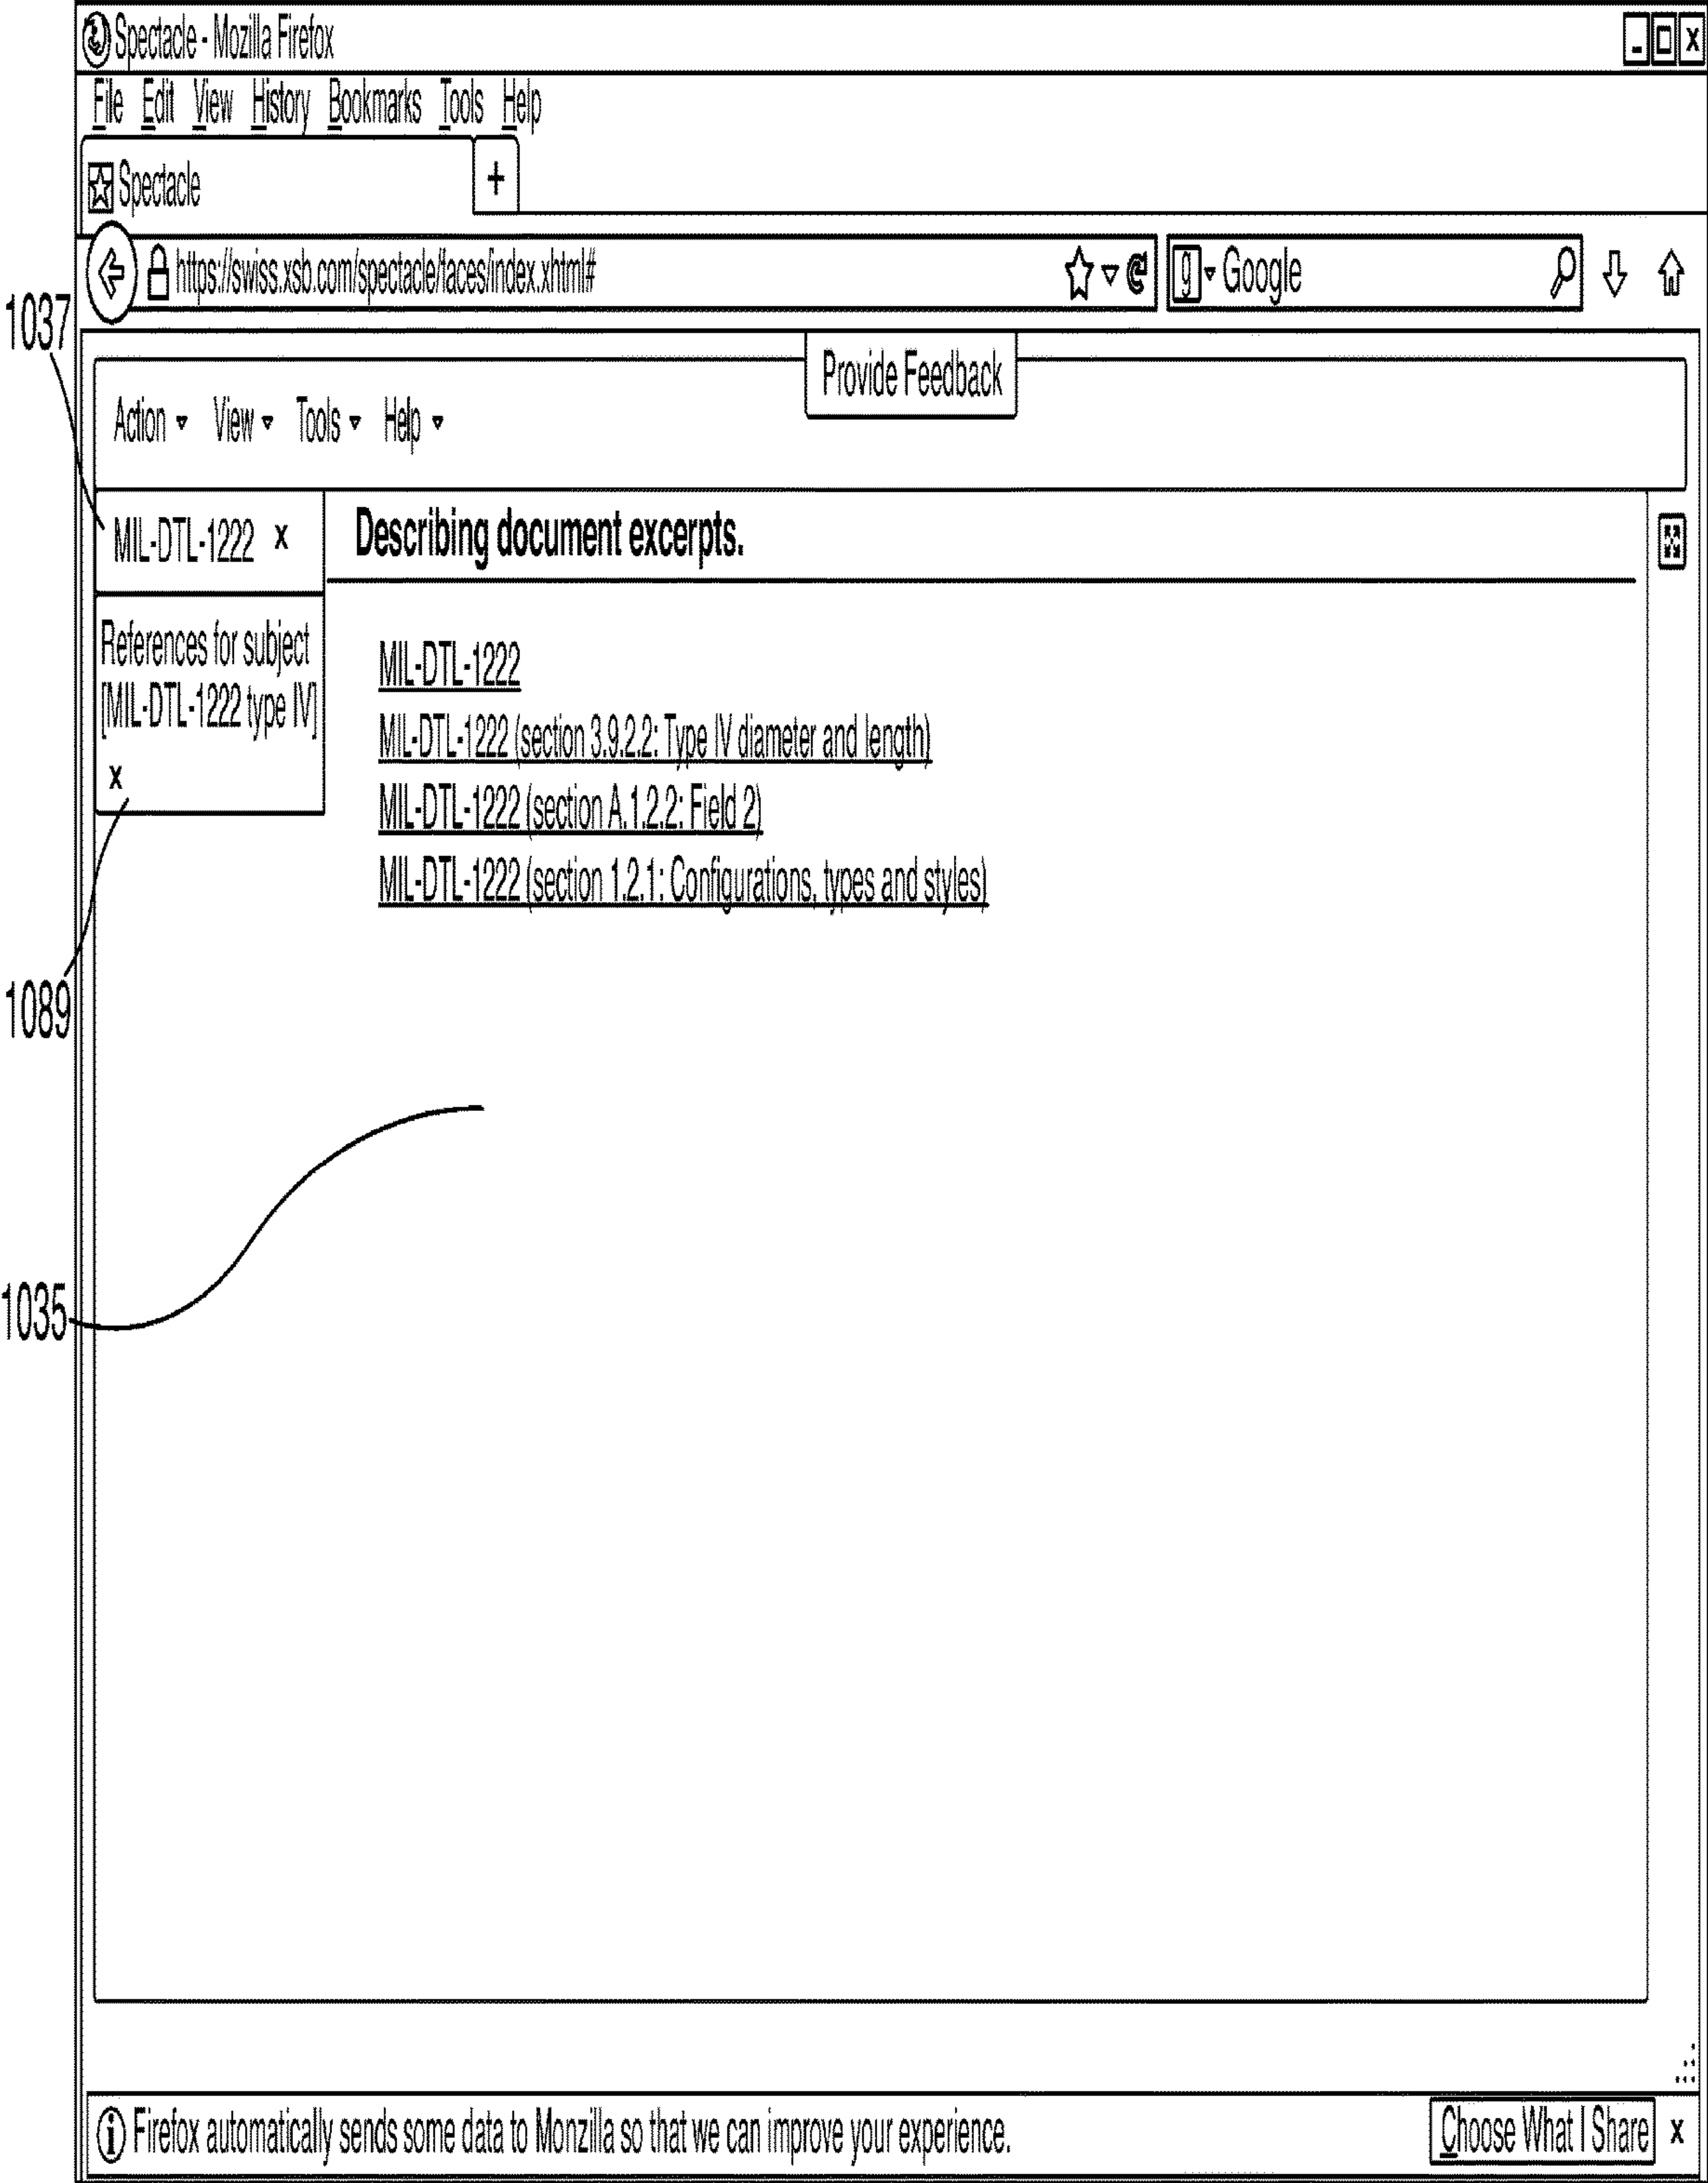 Spectacle - Mozilla Firefox
File Edit View History Bookmarks Tools Help
Spectacle +
https://swiss.xsb.com/spectacle/faces/index.xhtml# g Google
1037
Provide Feedback
Action View Tools Help
MIL-DTL-1222 x
Describing document excerpts.
References for subject
[MIL-DTL-1222 type IV]
x
MIL-DTL-1222
MIL-DTL-1222 (section 3.9.2.2: Type IV diameter and length)
MIL-DTL-1222 (section A.1.2.2: Field 2)
MIL-DTL-1222 (section 1.2.1: Configurations, types and styles)
1089
1035
Firefox automatically sends some data to Monzilla so that we can improve your experience. Choose What I Share x